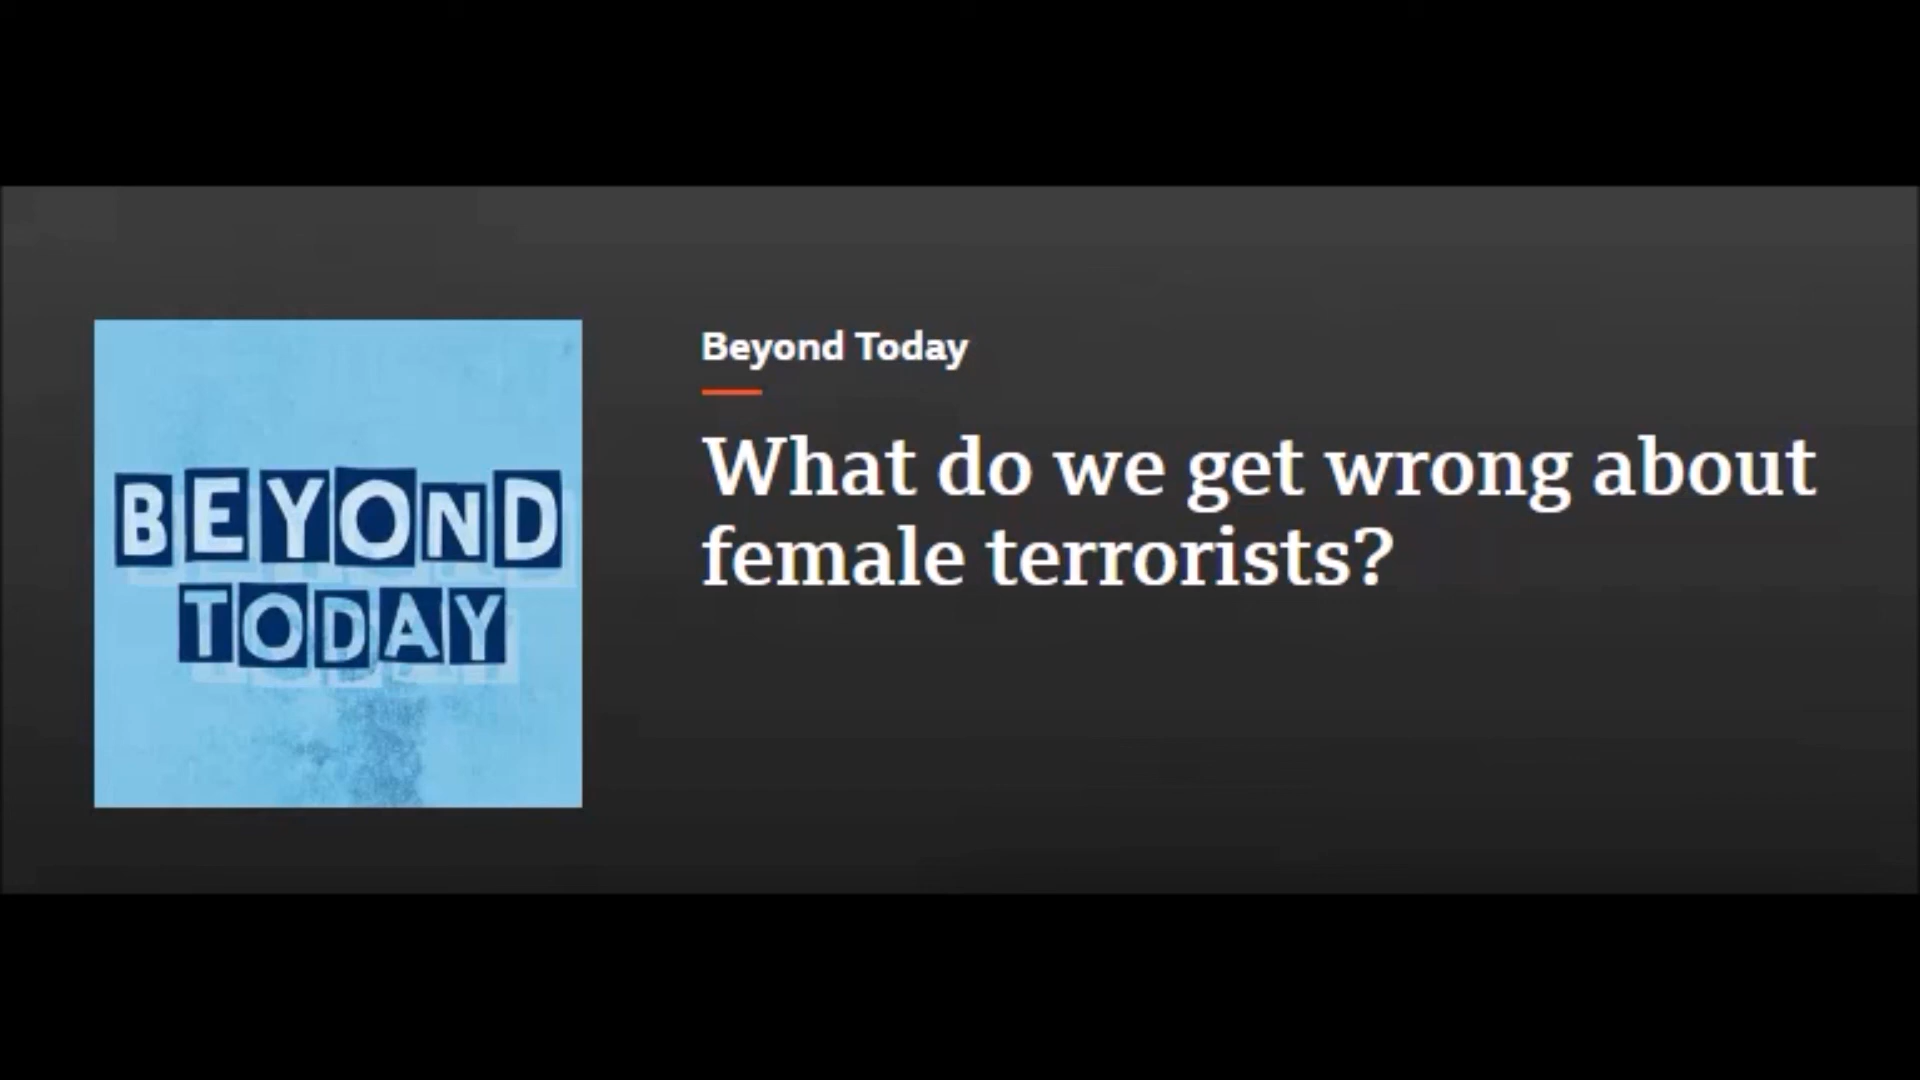 BEYOND
TODAY
Beyond Today
What do we get wrong about
female terrorists?